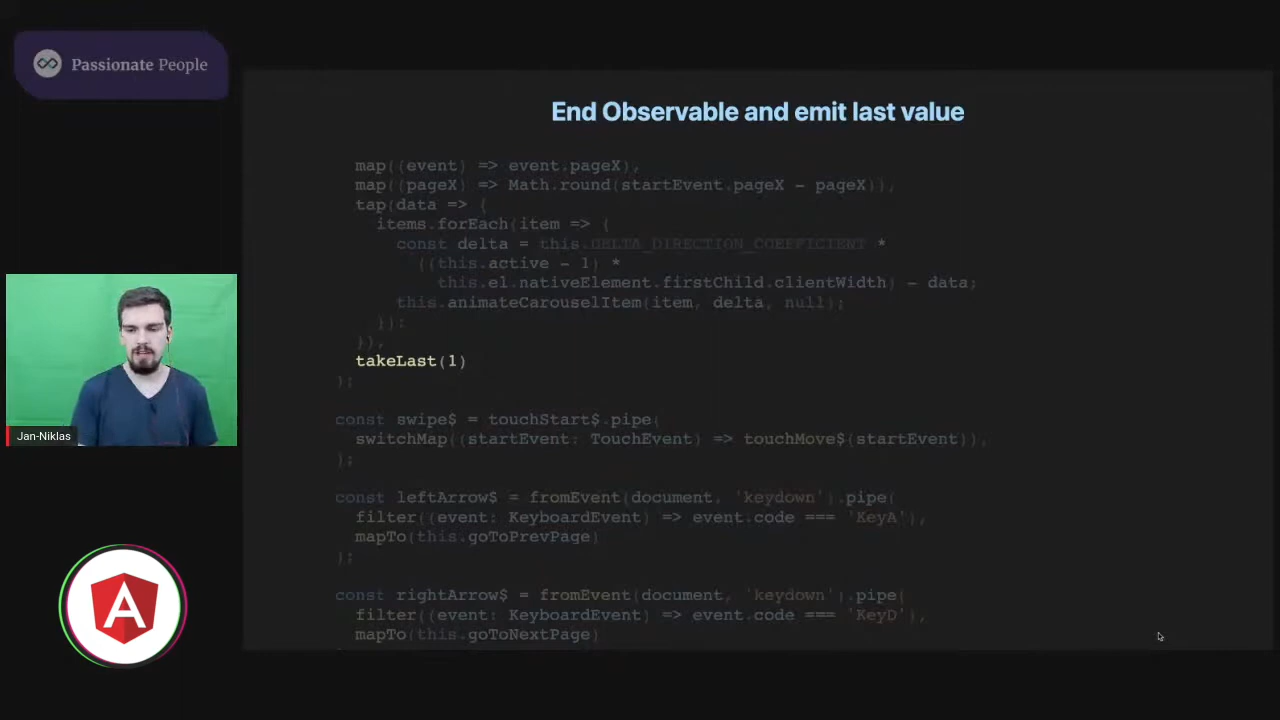 Passionate People
End Observable and emit last value
map((event) => event.pageX),
map((pageX) => Math.round(startEvent.pageX - pageX)),
tap(data => {
items.forEach(item => {
const delta = this.DELTA_DIRECTION_COEFFICIENT *
((this.active - 1) *
this.el.nativeElement.firstChild.clientWidth) - data;
this.animateCarouselItem(item, delta, null);
});
}),
takeLast(1)
);
const swipe$ = touchStart$.pipe(
switchMap((startEvent: TouchEvent) => touchMove$(startEvent)),
);
const leftArrow$ = fromEvent(document, 'keydown').pipe(
filter((event: KeyboardEvent) => event.code === 'KeyA'),
mapTo(this.goToPrevPage)
);
const rightArrow$ = fromEvent(document, 'keydown').pipe(
filter((event: KeyboardEvent) => event.code === 'KeyD'),
mapTo(this.goToNextPage)
Jan-Niklas
A